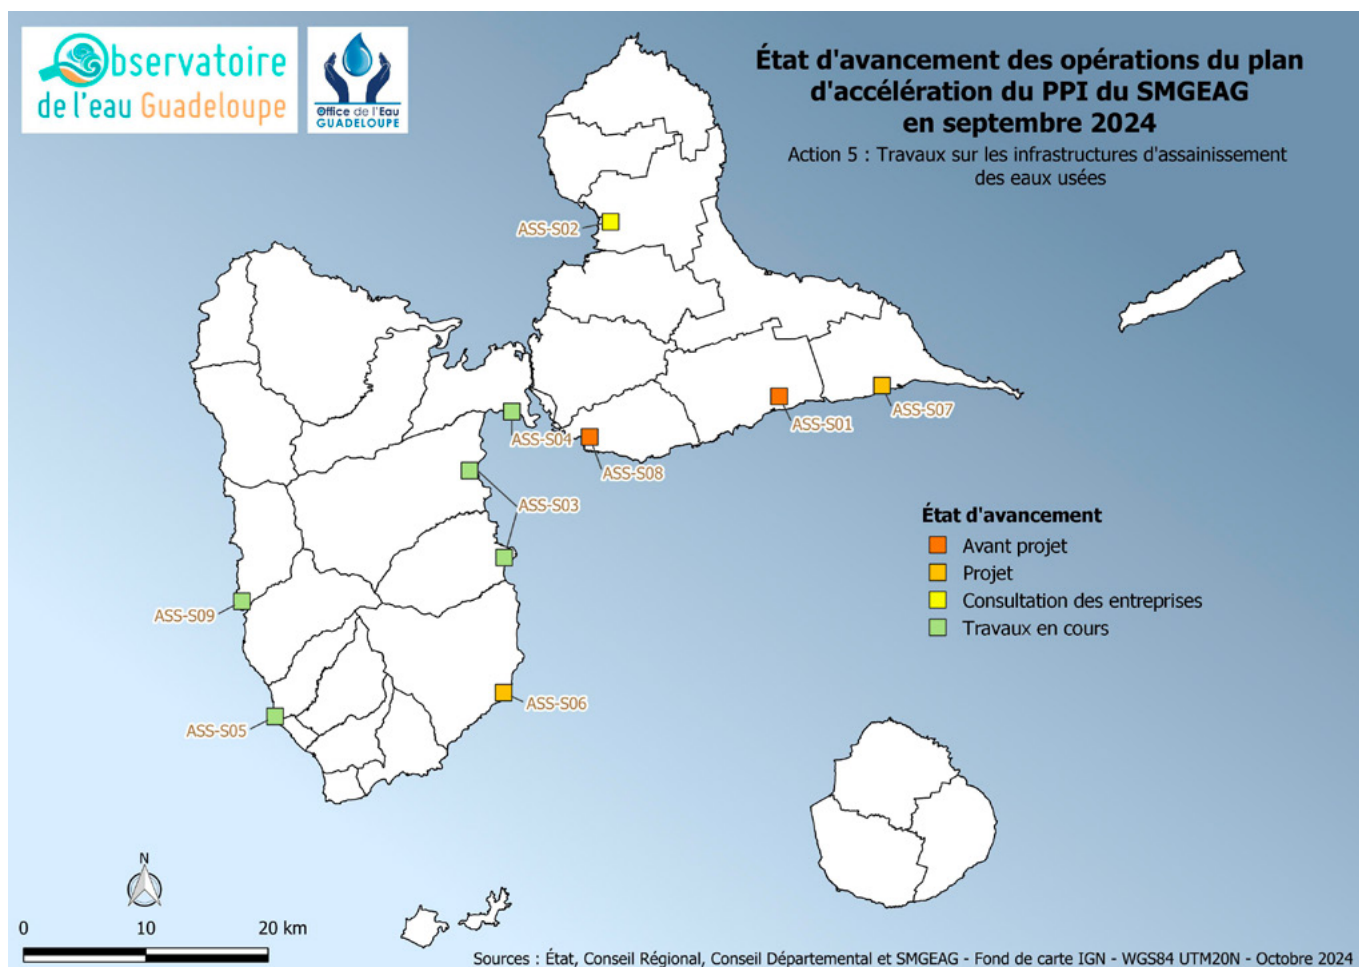 Observatoire
de l'eau Guadeloupe
Office de l'Eau
GUADELOUPE
État d'avancement des opérations du plan
d'accélération du PPI du SMGEAG
en septembre 2024
Action 5 : Travaux sur les infrastructures d'assainissement
des eaux usées
ASS-S02
ASS-S07
ASS-S01
ASS-S04
ASS-S08
ASS-S03
ASS-S09
ASS-S06
ASS-S05
État d'avancement
Avant projet
Projet
Consultation des entreprises
Travaux en cours
N
0 10 20 km
Sources : État, Conseil Régional, Conseil Départemental et SMGEAG - Fond de carte IGN - WGS84 UTM20N - Octobre 2024